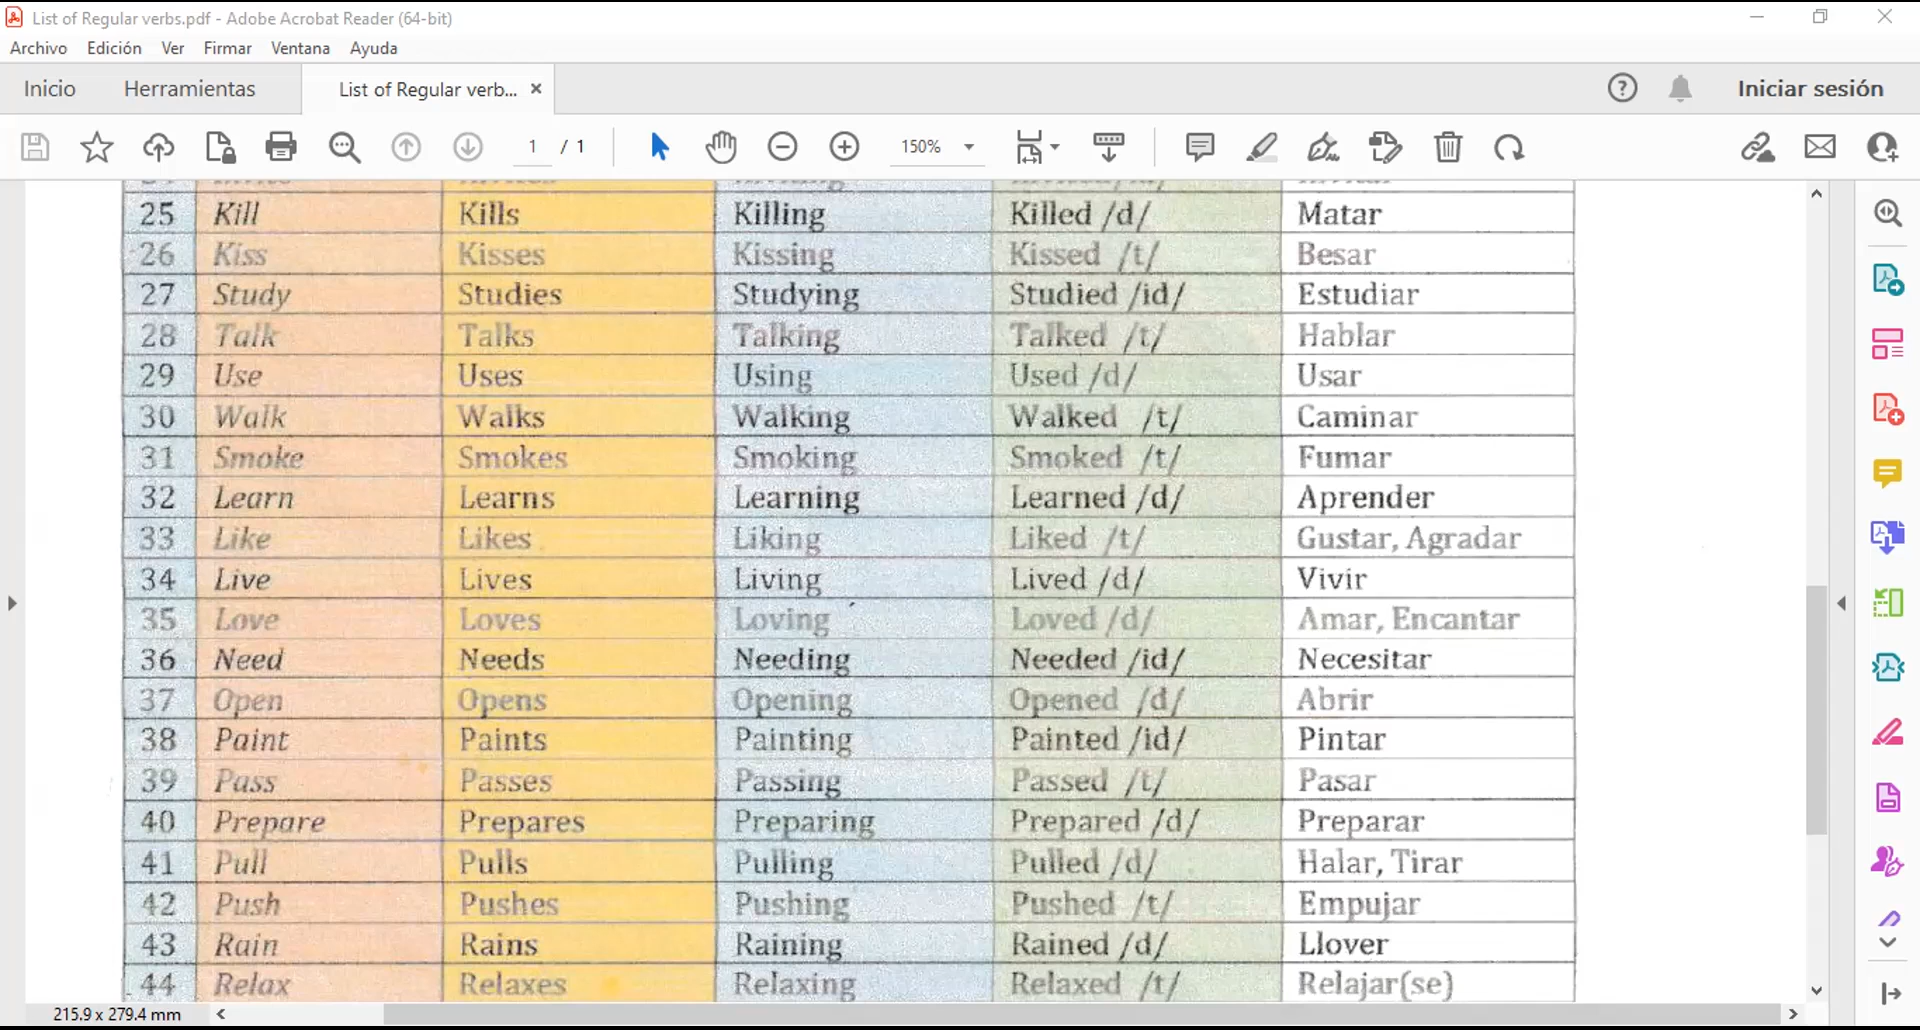 List of Regular verbs.pdf - Adobe Acrobat Reader (64-bit)
Archivo Edición Ver Firmar Ventana Ayuda
Inicio Herramientas List of Regular verb... × Iniciar sesión
1 / 1 150%
25 Kill Kills Killing Killed /d/ Matar
26 Kiss Kisses Kissing Kissed /t/ Besar
27 Study Studies Studying Studied /id/ Estudiar
28 Talk Talks Talking Talked /t/ Hablar
29 Use Uses Using Used /d/ Usar
30 Walk Walks Walking Walked /t/ Caminar
31 Smoke Smokes Smoking Smoked /t/ Fumar
32 Learn Learns Learning Learned /d/ Aprender
33 Like Likes Liking Liked /t/ Gustar, Agradar
34 Live Lives Living Lived /d/ Vivir
35 Love Loves Loving Loved /d/ Amar, Encantar
36 Need Needs Needing Needed /id/ Necesitar
37 Open Opens Opening Opened /d/ Abrir
38 Paint Paints Painting Painted /id/ Pintar
39 Pass Passes Passing Passed /t/ Pasar
40 Prepare Prepares Preparing Prepared /d/ Preparar
41 Pull Pulls Pulling Pulled /d/ Halar, Tirar
42 Push Pushes Pushing Pushed /t/ Empujar
43 Rain Rains Raining Rained /d/ Llover
44 Relax Relaxes Relaxing Relaxed /t/ Relajar(se)
215.9 x 279.4 mm